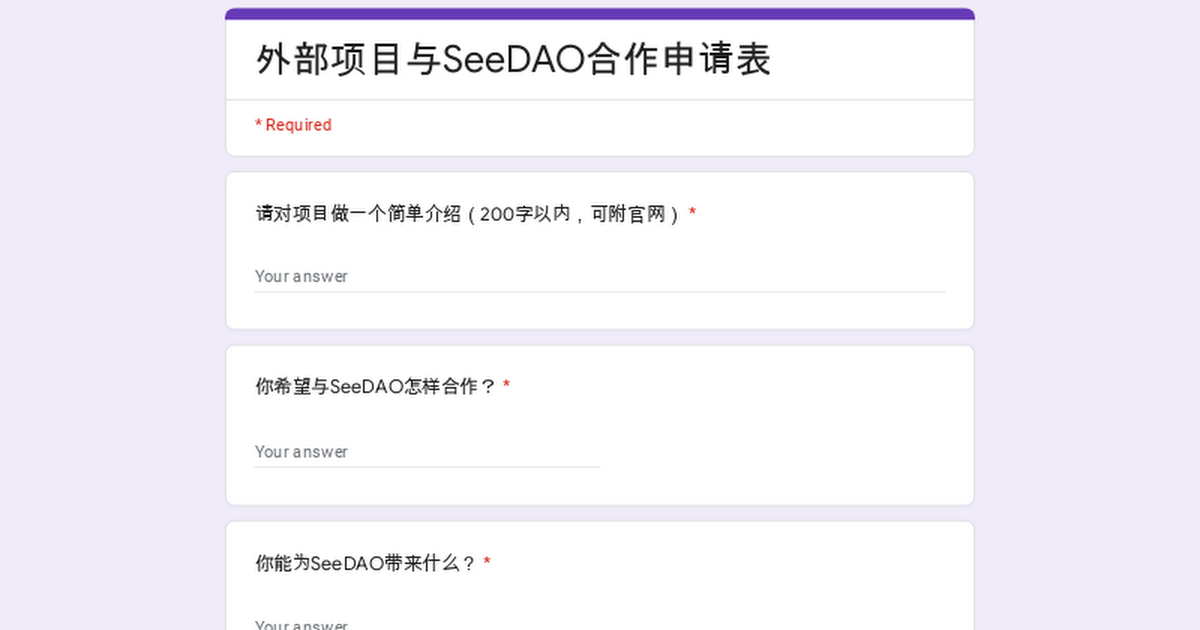 外部项目与SeeDAO合作申请表
* Required
请对项目做一个简单介绍（200字以内，可附官网） *
Your answer
你希望与SeeDAO怎样合作？ *
Your answer
你能为SeeDAO带来什么？ *
Your answer